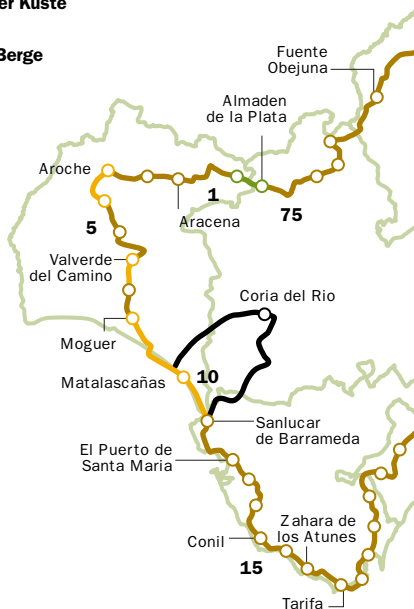 er Küste
Berge
Fuente
Obejuna
Almaden
de la Plata
Aroche
1
Aracena
75
5
Valverde
del Camino
Coria del Rio
Moguer
Matalascañas
10
Sanlucar
de Barrameda
El Puerto de
Santa Maria
Zahara de
los Atunes
Conil
15
Tarifa